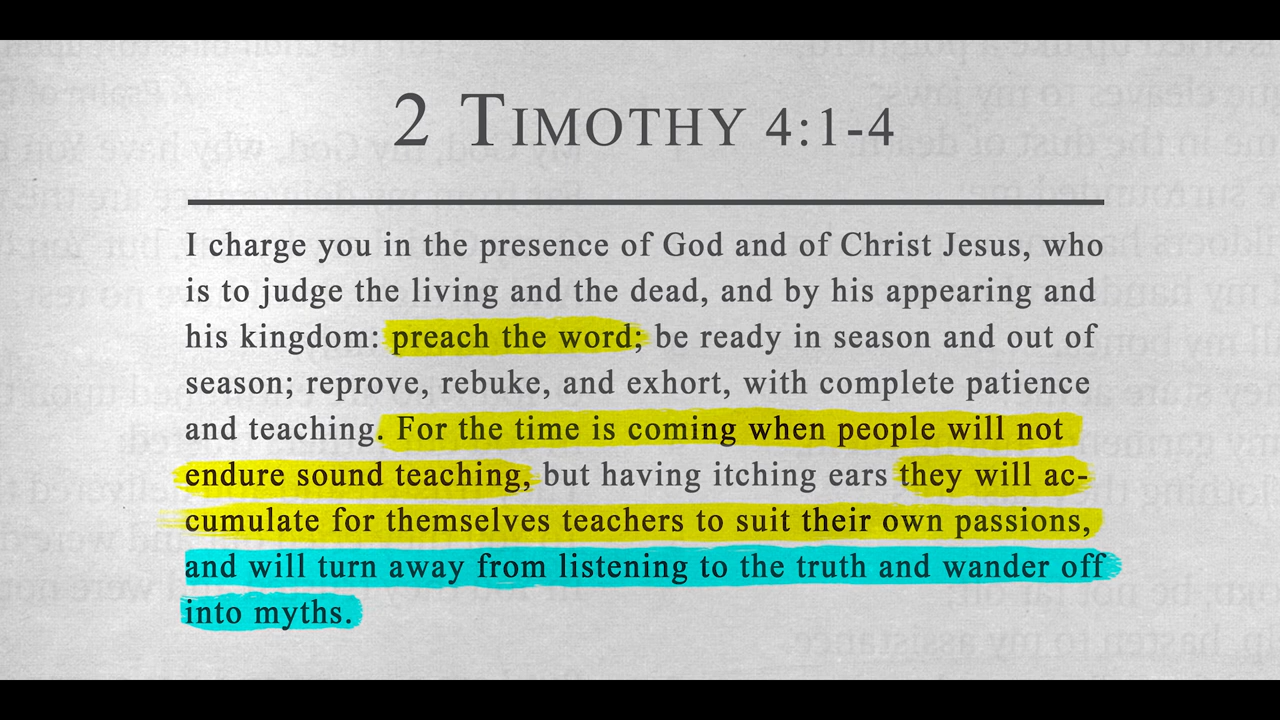 2 TIMOTHY 4:1-4
I charge you in the presence of God and of Christ Jesus, who
is to judge the living and the dead, and by his appearing and
his kingdom: preach the word; be ready in season and out of
season; reprove, rebuke, and exhort, with complete patience
and teaching. For the time is coming when people will not
endure sound teaching, but having itching ears they will ac-
cumulate for themselves teachers to suit their own passions,
and will turn away from listening to the truth and wander off
into myths.